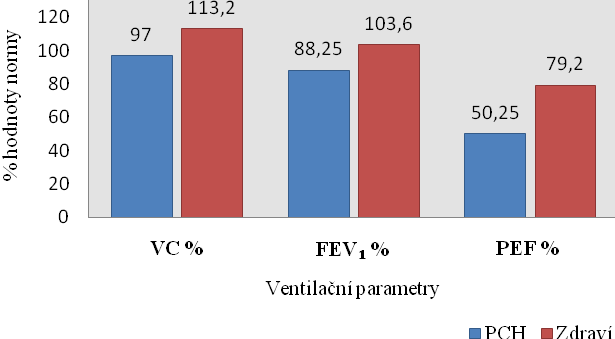 % hodnoty normy
120
100
80
60
40
20
0
97
113,2
88,25
103,6
50,25
79,2
VC %
FEV₁ %
PEF %
Ventilační parametry
PCH
Zdraví